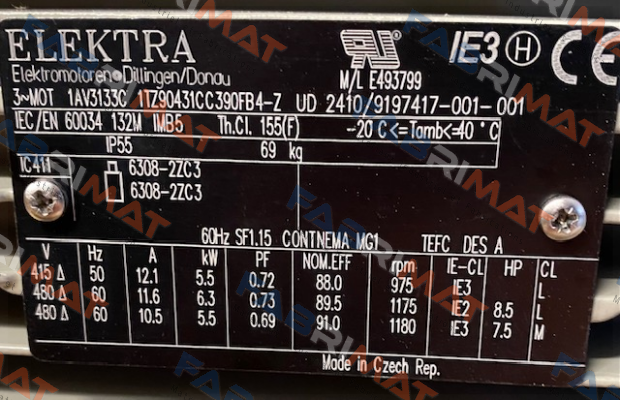 ELEKTRA
Elektromotoren•Dillingen/Donau
IE3 H CE
M/L E493799
3~MOT 1AV3133C 1TZ90431CC390FB4-Z UD 2410/9197417-001-001
IEC/EN 60034 132M IMB5 Th.Cl. 155(F) -20 C<=Tamb<=40 °C
IP55 69 kg
IC411 6308-2ZC3
6308-2ZC3
60Hz SF1.15 CONTNEMA MG1 TEFC DES A
V Hz A kW PF NOM.EFF rpm IE-CL HP CL
415 Δ 50 12.1 5.5 0.72 88.0 975 IE3 L
480 Δ 60 11.6 6.3 0.73 89.5 1175 IE2 8.5 L
480 Δ 60 10.5 5.5 0.69 91.0 1180 IE3 7.5 M
Made in Czech Rep.
FABRIMAT